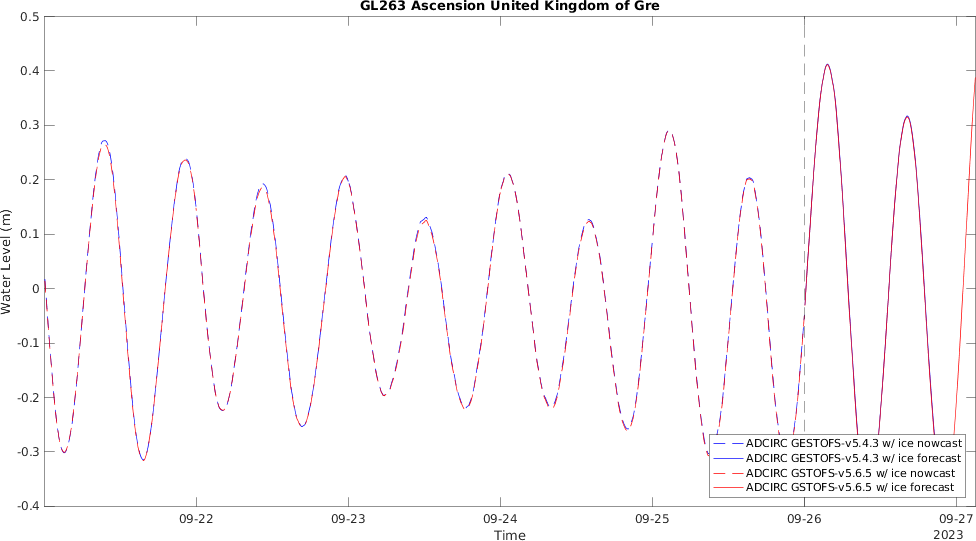 GL263 Ascension United Kingdom of Gre
0.5
0.4
0.3
0.2
0.1
0
-0.1
-0.2
-0.3
-0.4
Water Level (m)
ADCIRC GESTOFS-v5.4.3 w/ ice nowcast
ADCIRC GESTOFS-v5.4.3 w/ ice forecast
ADCIRC GSTOFS-v5.6.5 w/ ice nowcast
ADCIRC GSTOFS-v5.6.5 w/ ice forecast
09-22 09-23 09-24 09-25 09-26 09-27
Time
2023